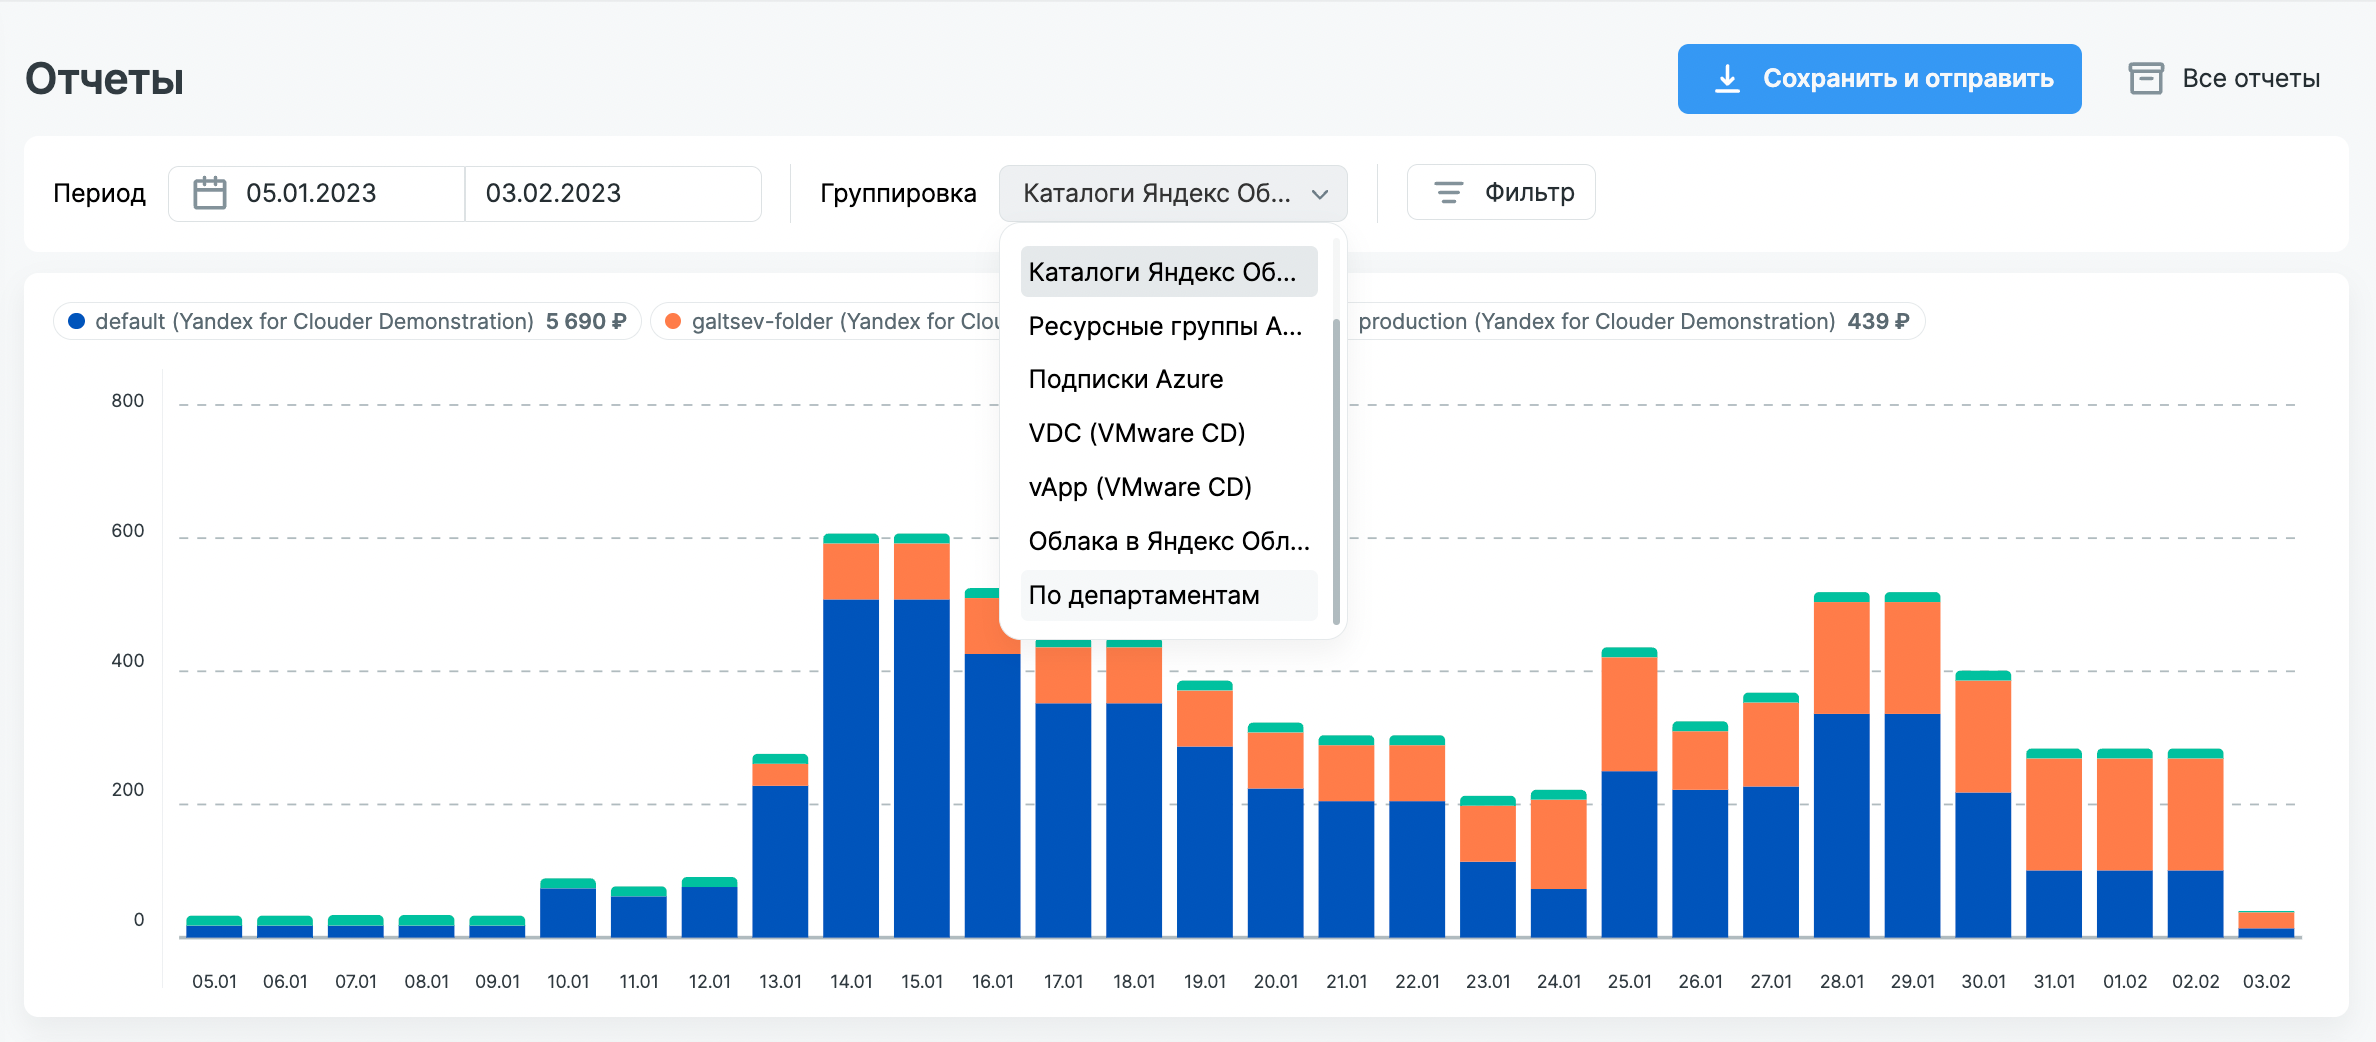 Отчеты
Сохранить и отправить
Все отчеты
Период
05.01.2023
03.02.2023
Группировка
Каталоги Яндекс Об...
Фильтр
Каталоги Яндекс Об...
Ресурсные группы A...
Подписки Azure
VDC (VMware CD)
vApp (VMware CD)
Облака в Яндекс Обл...
По департаментам
default (Yandex for Clouder Demonstration) 5 690 ₽
galtsev-folder (Yandex for
production (Yandex for Clouder Demonstration) 439 ₽
800
600
400
200
0
05.01 06.01 07.01 08.01 09.01 10.01 11.01 12.01 13.01 14.01 15.01 16.01 17.01 18.01 19.01 20.01 21.01 22.01 23.01 24.01 25.01 26.01 27.01 28.01 29.01 30.01 31.01 01.02 02.02 03.02